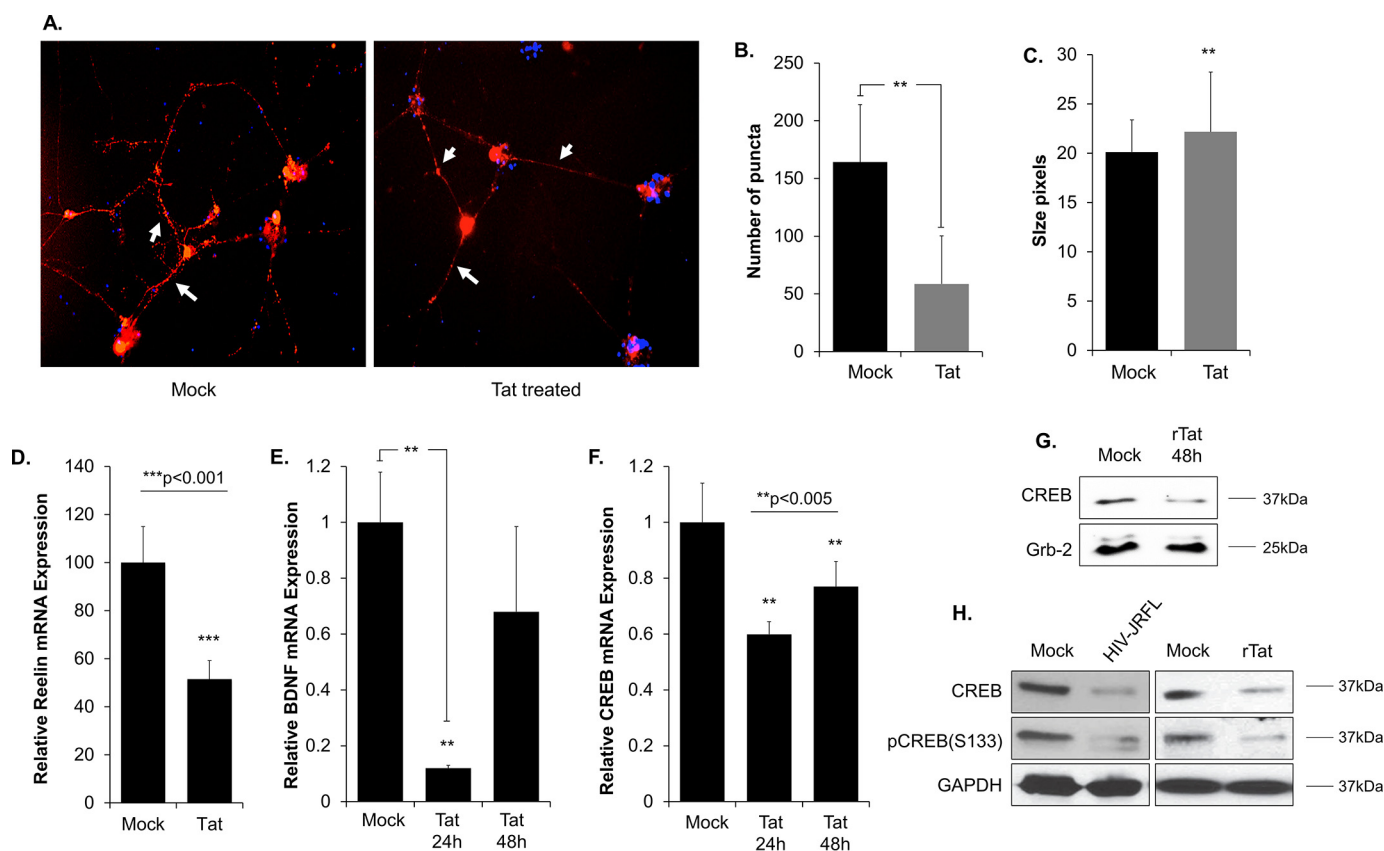 A.
Mock
Tat treated
B.
Number of puncta
250
200
150
100
50
0
**
Mock
Tat
C.
SIze pixels
30
25
20
15
10
5
0
**
Mock
Tat
D.
Relative Reelin mRNA Expression
140
120
100
80
60
40
20
0
***p<0.001
***
Mock
Tat
E.
Relative BDNF mRNA Expression
1.2
1
0.8
0.6
0.4
0.2
0
**
**
Mock
Tat
24h
Tat
48h
F.
Relative CREB mRNA Expression
1.2
1
0.8
0.6
0.4
0.2
0
**p<0.005
**
**
Mock
Tat
24h
Tat
48h
G.
Mock
rTat
48h
CREB
37kDa
Grb-2
25kDa
H.
Mock
HIV-JRFL
Mock
rTat
CREB
37kDa
pCREB(S133)
37kDa
GAPDH
37kDa